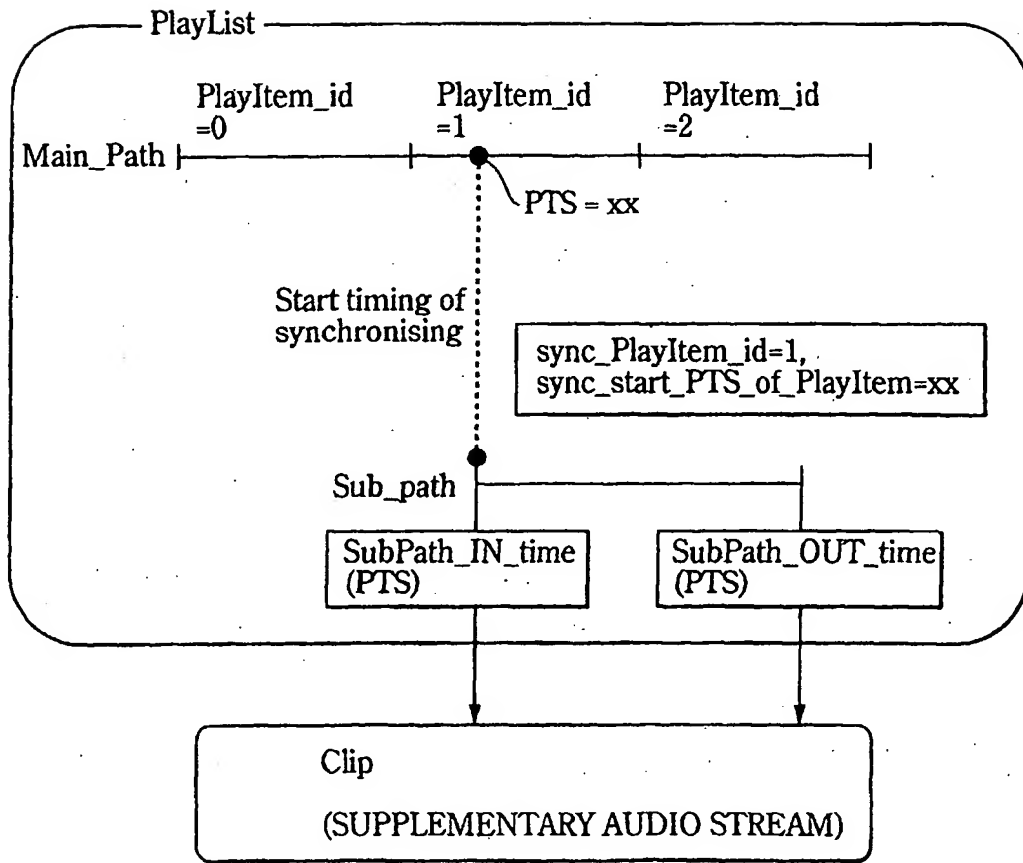 PlayList
PlayItem_id
=0
PlayItem_id
=1
PlayItem_id
=2
Main_Path
PTS = xx
Start timing of
synchronising
sync_PlayItem_id=1,
sync_start_PTS_of_PlayItem=xx
Sub_path
SubPath_IN_time
(PTS)
SubPath_OUT_time
(PTS)
Clip
(SUPPLEMENTARY AUDIO STREAM)